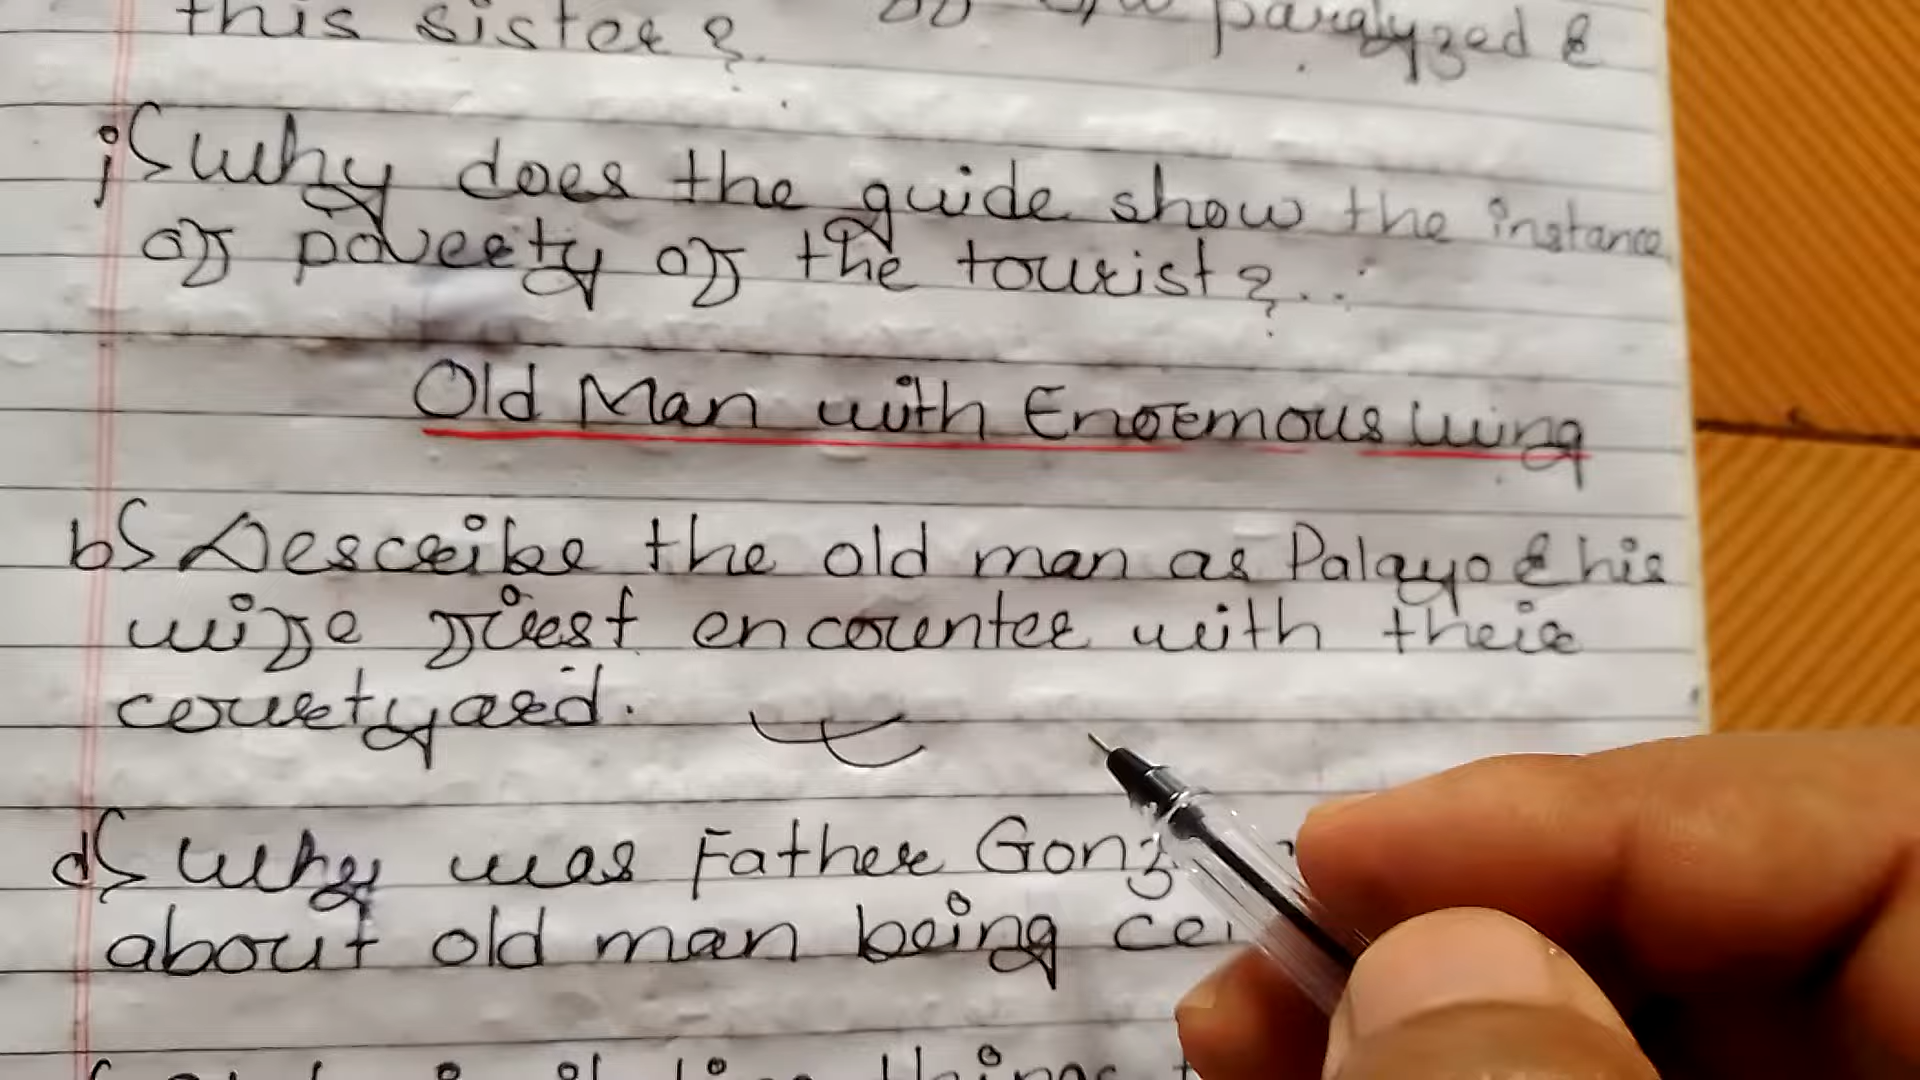 this sister? paralyzed &
i) Why does the guide show the instance
of poverty of the tourist?..
Old Man with Enormous Wing
b) Describe the old man as Palayo & his
wife first encounter with their
courtyard.
d) Why was Father
about old man being
things